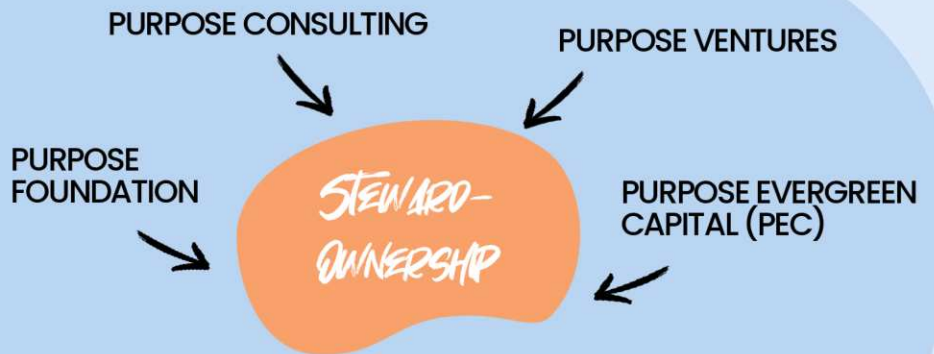 PURPOSE CONSULTING
PURPOSE VENTURES
PURPOSE
FOUNDATION
STEWARD-
OWNERSHIP
PURPOSE EVERGREEN
CAPITAL (PEC)